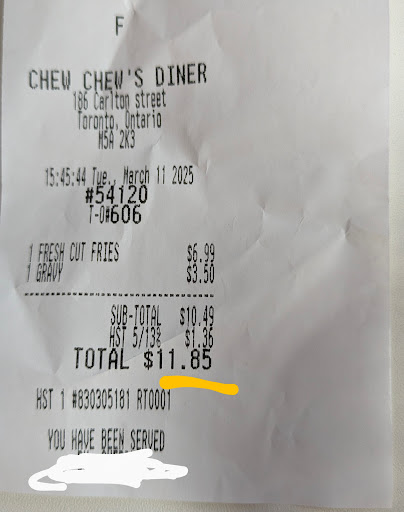 F
CHEW CHEW'S DINER
186 Carlton street
Toronto, Ontario
M5A 2K3
15:45:44 Tue., March 11 2025
#54120
T-O#606
1 FRESH CUT FRIES $6.99
1 GRAVY $3.50
SUB-TOTAL $10.49
HST 5/13% $1.36
TOTAL $11.85
HST 1 #830305181 RT0001
YOU HAVE BEEN SERVED